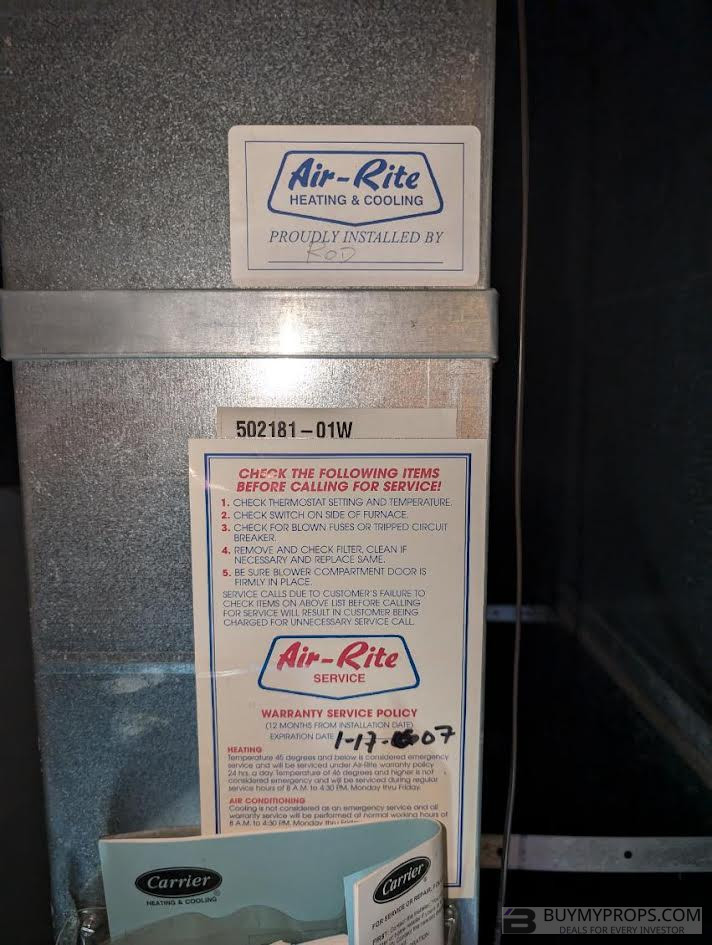 Air-Rite
HEATING & COOLING
PROUDLY INSTALLED BY
ROD
502181-01W
CHECK THE FOLLOWING ITEMS
BEFORE CALLING FOR SERVICE!
1. CHECK THERMOSTAT SETTING AND TEMPERATURE.
2. CHECK SWITCH ON SIDE OF FURNACE.
3. CHECK FOR BLOWN FUSES OR TRIPPED CIRCUIT
BREAKER.
4. REMOVE AND CHECK FILTER, CLEAN IF
NECESSARY AND REPLACE SAME.
5. BE SURE BLOWER COMPARTMENT DOOR IS
FIRMLY IN PLACE.
SERVICE CALLS DUE TO CUSTOMER'S FAILURE TO
CHECK ITEMS ON ABOVE LIST BEFORE CALLING
FOR SERVICE WILL RESULT IN CUSTOMER BEING
CHARGED FOR UNNECESSARY SERVICE CALL.
Air-Rite
SERVICE
WARRANTY SERVICE POLICY
(12 MONTHS FROM INSTALLATION DATE)
EXPIRATION DATE 1-17-07
HEATING
Temperature 45 degrees and below is considered emergency
service and will be serviced under Air-Rite warranty policy
24 hrs. a day. Temperature of 46 degrees and higher is not
considered emergency and will be serviced during regular
service hours of 8 A.M. to 4:30 P.M. Monday thru Friday.
AIR CONDITIONING
Cooling is not considered as an emergency service and all
warranty service will be performed at normal working hours of
8 A.M. to 4:30 P.M. Monday thru Friday
Carrier
HEATING & COOLING
Carrier
FOR SERVICE OR REPAIR,
FIRST:
BUYMYPROPS.COM
DEALS FOR EVERY INVESTOR